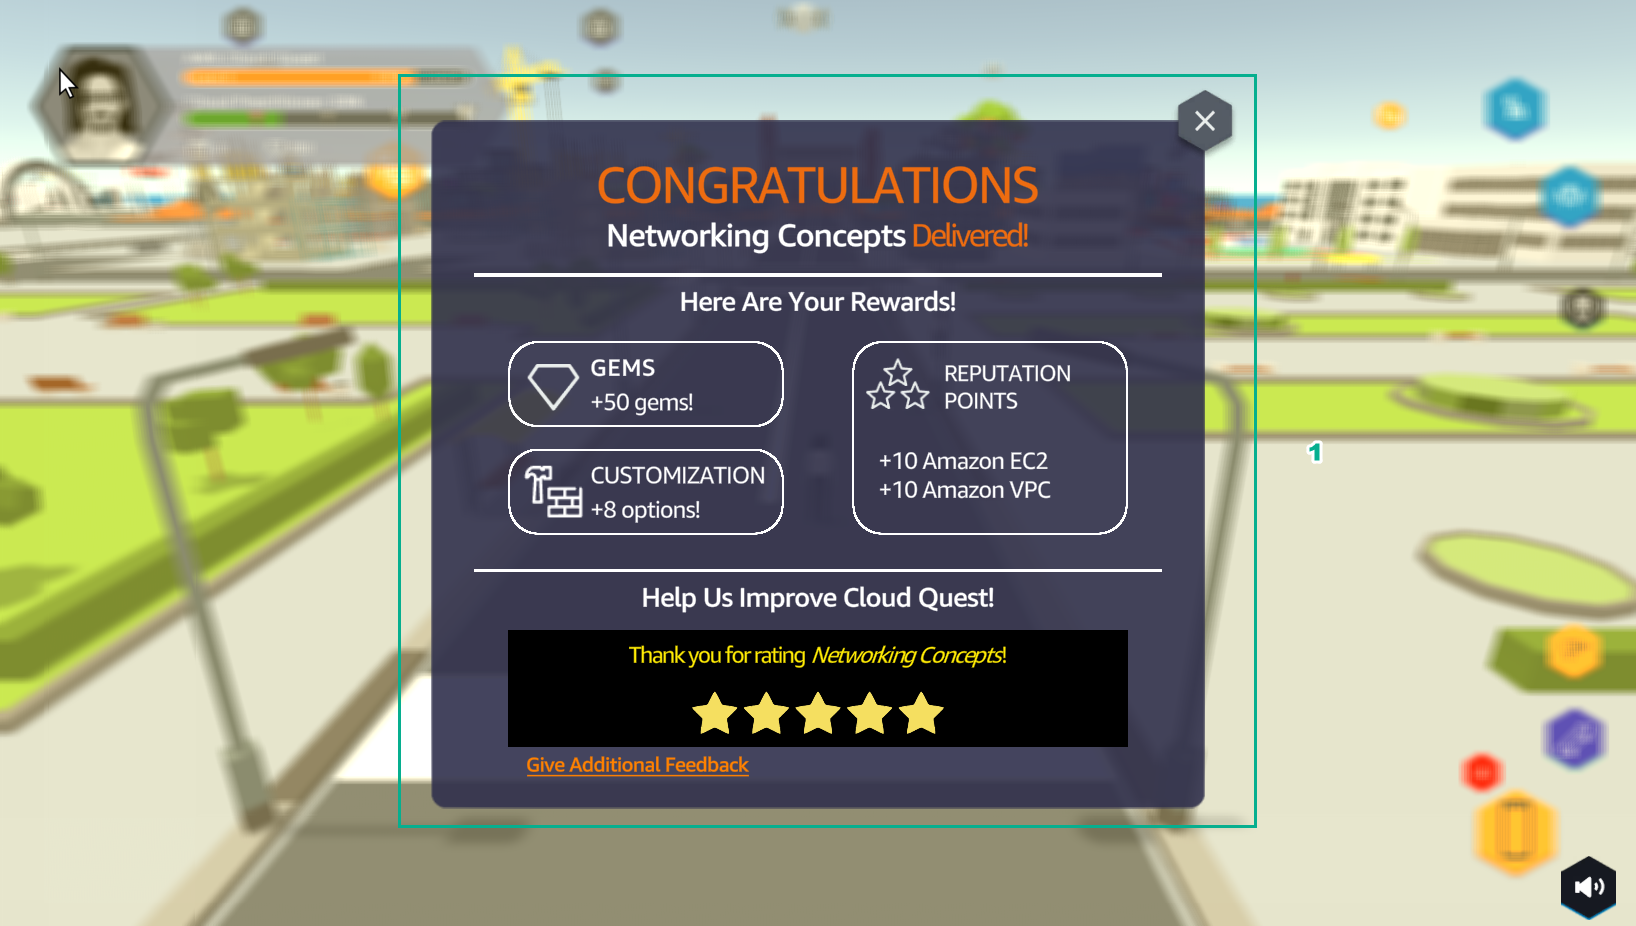 CONGRATULATIONS
Networking Concepts Delivered!
Here Are Your Rewards!
GEMS
+50 gems!
CUSTOMIZATION
+8 options!
REPUTATION
POINTS
+10 Amazon EC2
+10 Amazon VPC
1
Help Us Improve Cloud Quest!
Thank you for rating Networking Concepts!
Give Additional Feedback